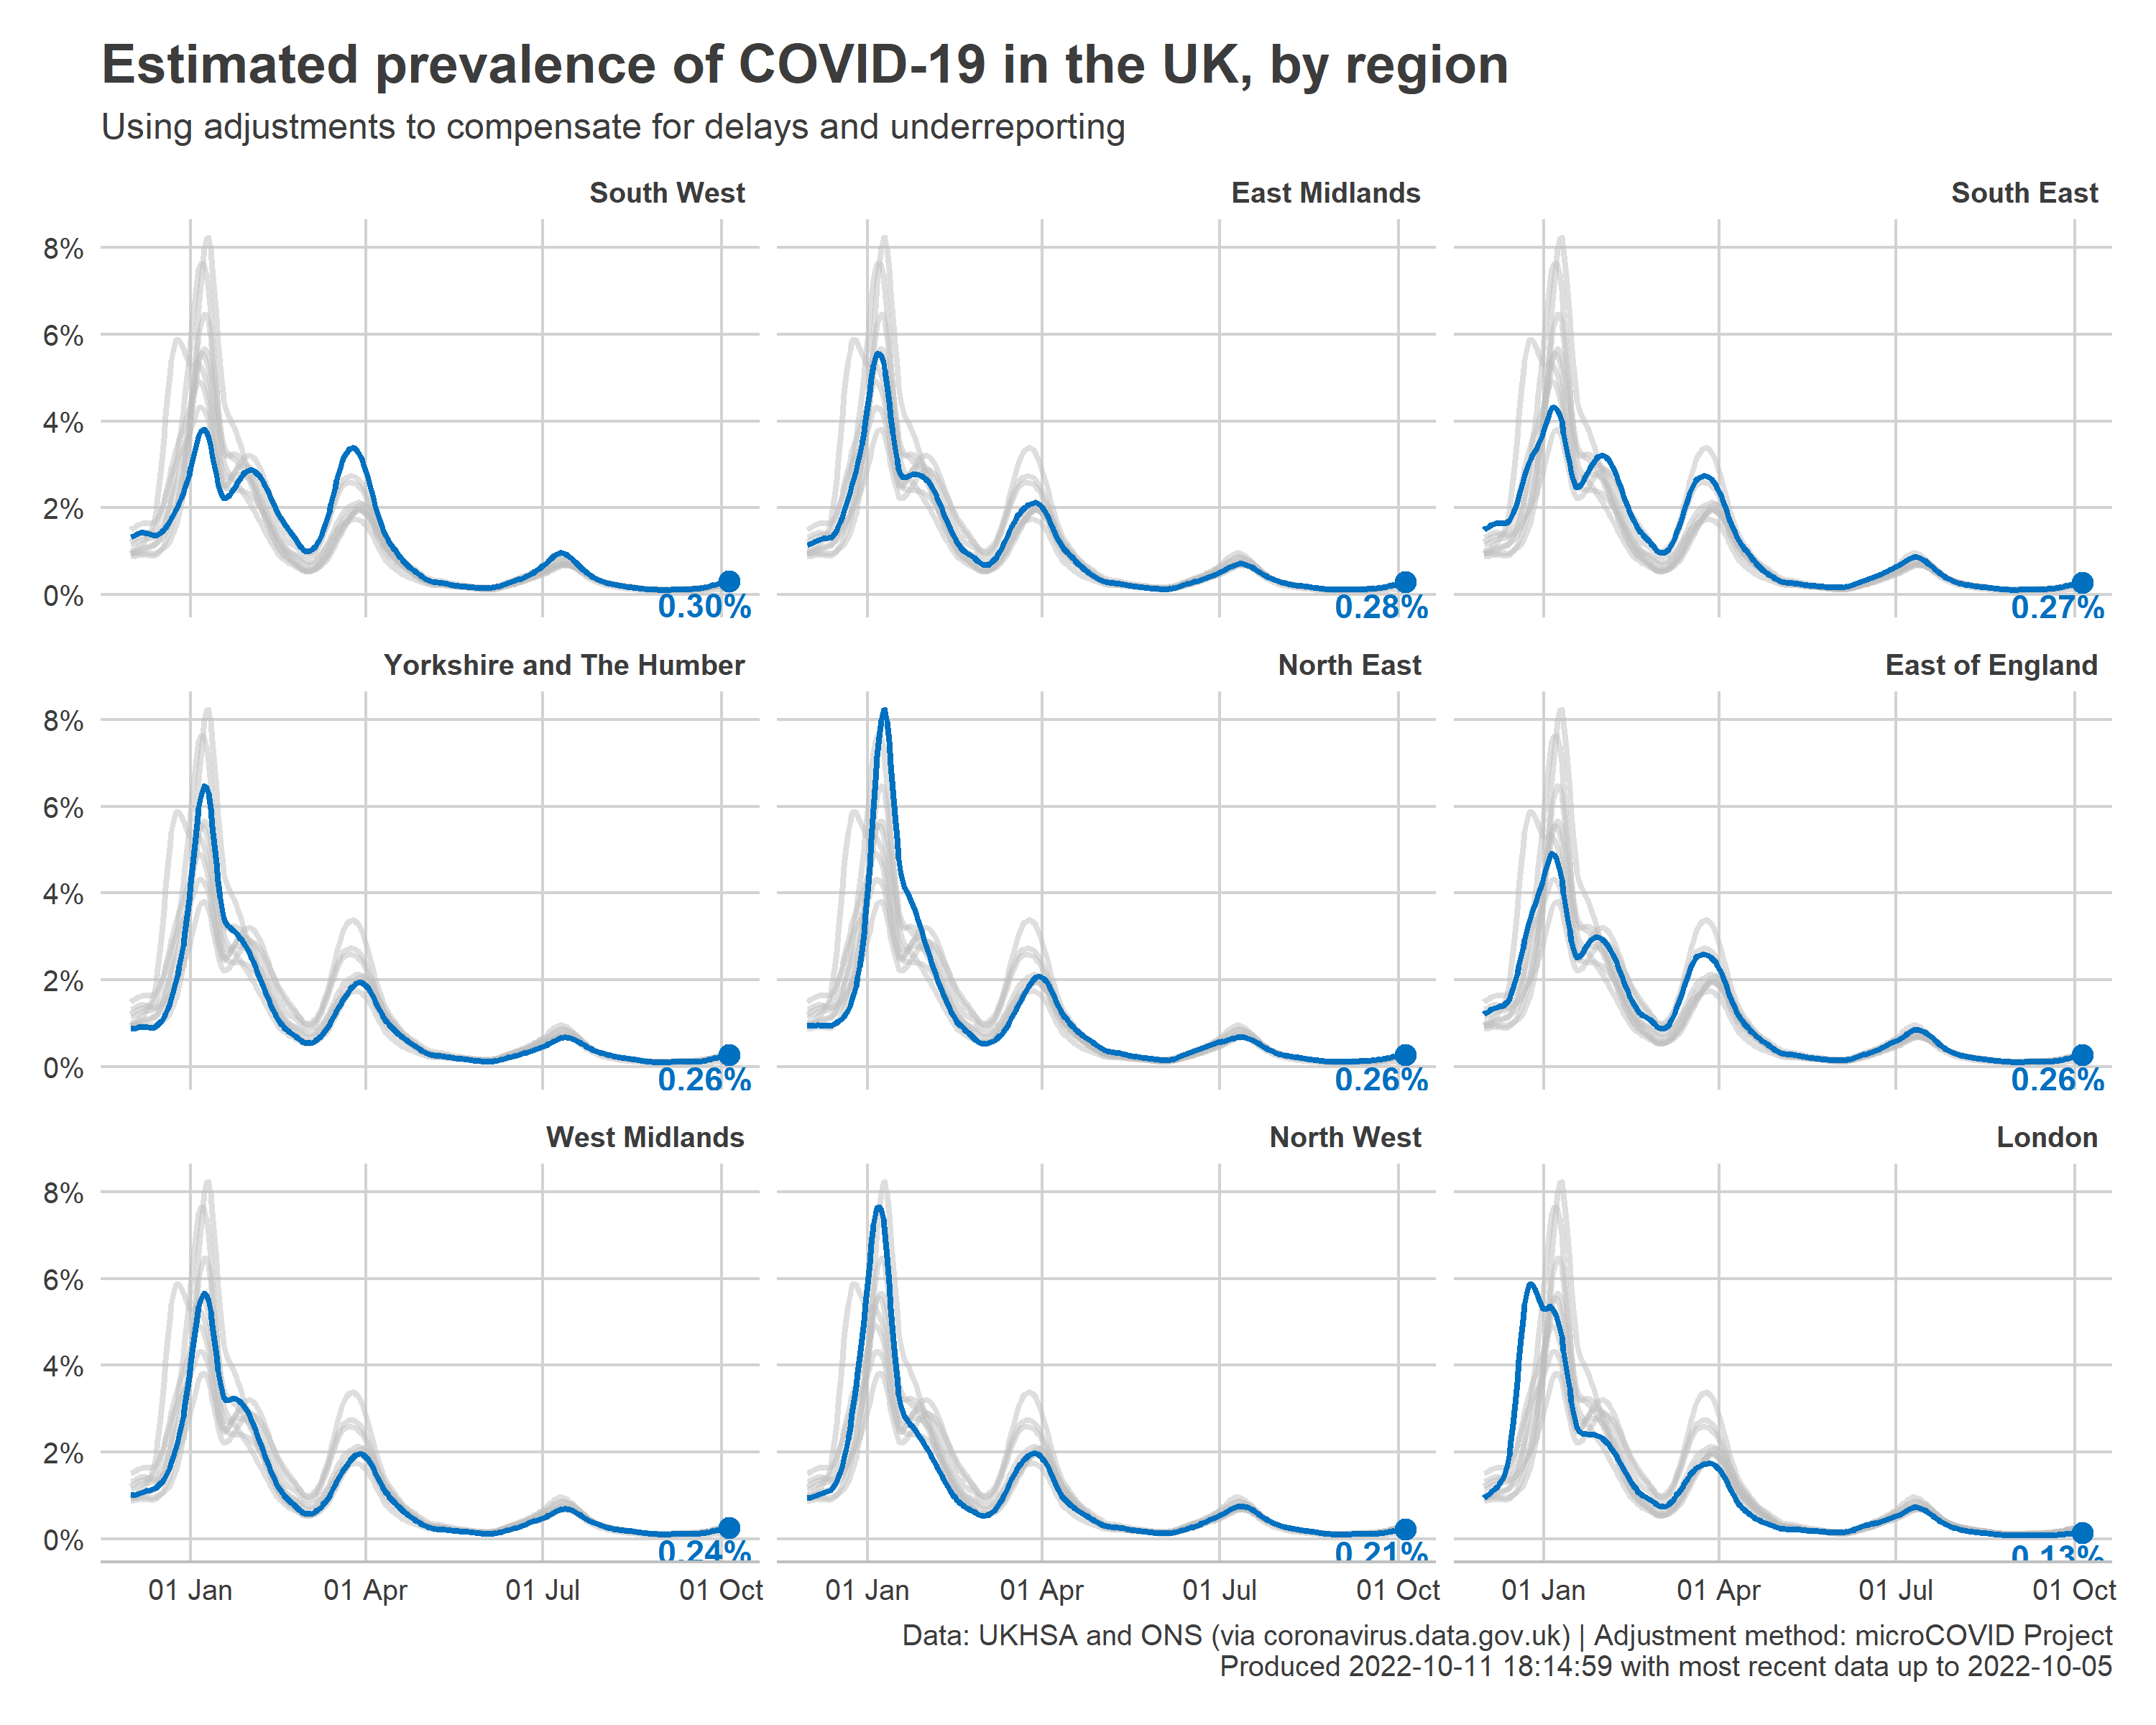 Estimated prevalence of COVID-19 in the UK, by region
Using adjustments to compensate for delays and underreporting
South West
East Midlands
South East
8%
6%
4%
2%
0%
0.30%
0.28%
0.27%
Yorkshire and The Humber
North East
East of England
8%
6%
4%
2%
0%
0.26%
0.26%
0.26%
West Midlands
North West
London
8%
6%
4%
2%
0%
0.24%
0.21%
0.13%
01 Jan
01 Apr
01 Jul
01 Oct
01 Jan
01 Apr
01 Jul
01 Oct
01 Jan
01 Apr
01 Jul
01 Oct
Data: UKHSA and ONS (via coronavirus.data.gov.uk) | Adjustment method: microCOVID Project
Produced 2022-10-11 18:14:59 with most recent data up to 2022-10-05